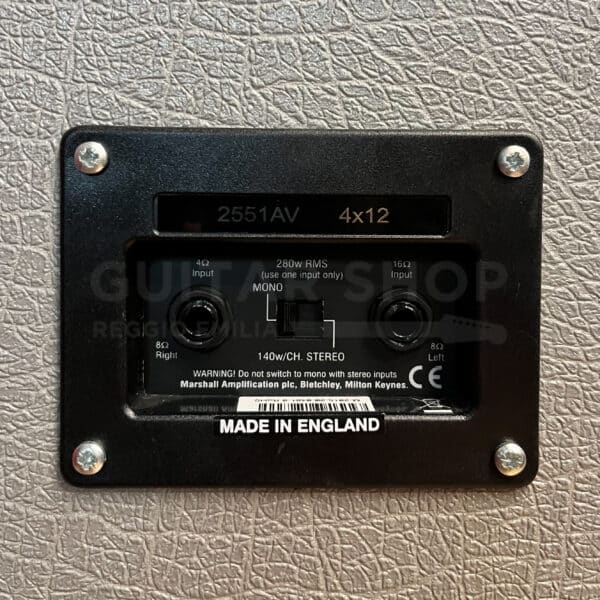 2551AV 4x12
4Ω
Input
280w RMS
(use one input only)
16Ω
Input
MONO
GUITAR SHOP
REGGIO EMILIA
8Ω
Right
140w/CH. STEREO
8Ω
Left
WARNING! Do not switch to mono with stereo inputs
Marshall Amplification plc, Bletchley, Milton Keynes.
CE
MADE IN ENGLAND